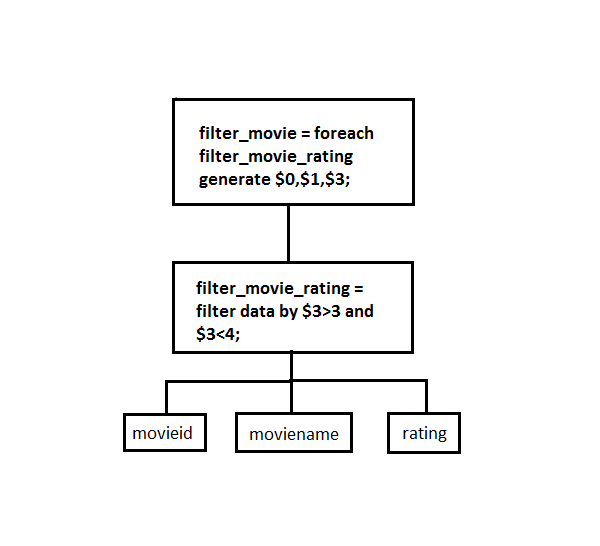 filter_movie = foreach
filter_movie_rating
generate $0,$1,$3;
filter_movie_rating =
filter data by $3>3 and
$3<4;
movieid
moviename
rating